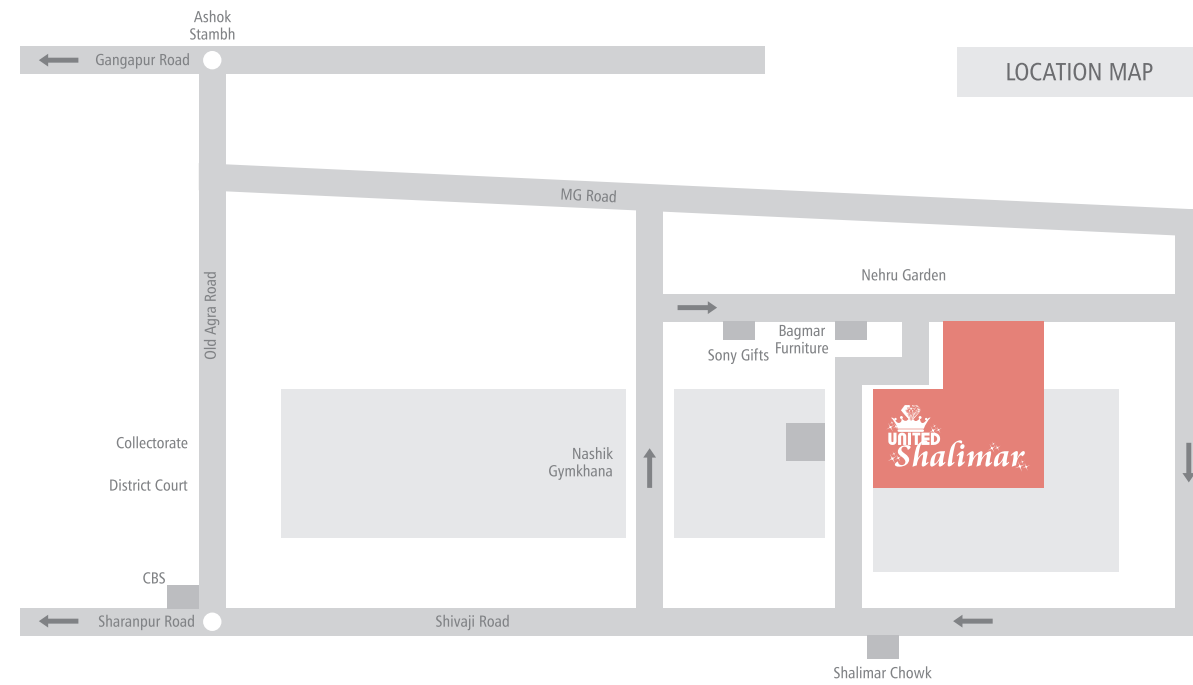 Ashok
Stambh
Gangapur Road
LOCATION MAP
MG Road
Old Agra Road
Nehru Garden
Bagmar
Furniture
Sony Gifts
UNITED
Shalimar
Collectorate
Nashik
Gymkhana
District Court
CBS
Sharanpur Road
Shivaji Road
Shalimar Chowk